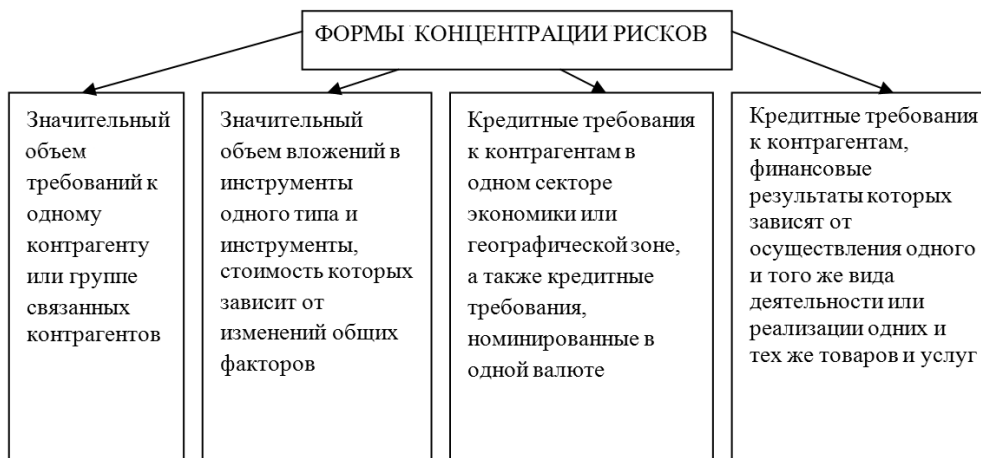 ФОРМЫ КОНЦЕНТРАЦИИ РИСКОВ
Значительный
объем
требований к
одному
контрагенту
или группе
связанных
контрагентов
Значительный
объем вложений в
инструменты
одного типа и
инструменты,
стоимость которых
зависит от
изменений общих
факторов
Кредитные требования
к контрагентам в
одном секторе
экономики или
географической зоне,
а также кредитные
требования,
номинированные в
одной валюте
Кредитные требования
к контрагентам,
финансовые
результаты которых
зависят от
осуществления одного
и того же вида
деятельности или
реализации одних и
тех же товаров и услуг